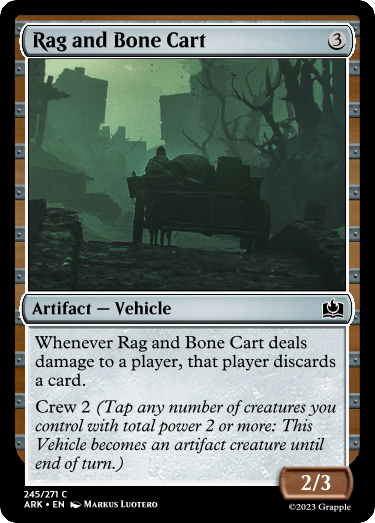 Rag and Bone Cart 3
Artifact — Vehicle
Whenever Rag and Bone Cart deals
damage to a player, that player discards
a card.
Crew 2 (Tap any number of creatures you
control with total power 2 or more: This
Vehicle becomes an artifact creature until
end of turn.)
2/3
245/271 C
ARK • EN Markus Luotero
©2023 Grapple